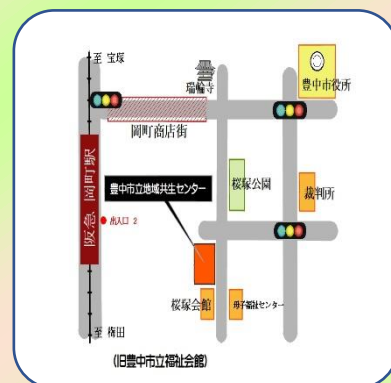 至 宝塚
瑞輪寺
豊中市役所
岡町商店街
豊中市立地域共生センター
桜塚公園
裁判所
阪急 岡町駅
出入口 2
桜塚会館
母子福祉センター
至 梅田
(旧豊中市立福祉会館)